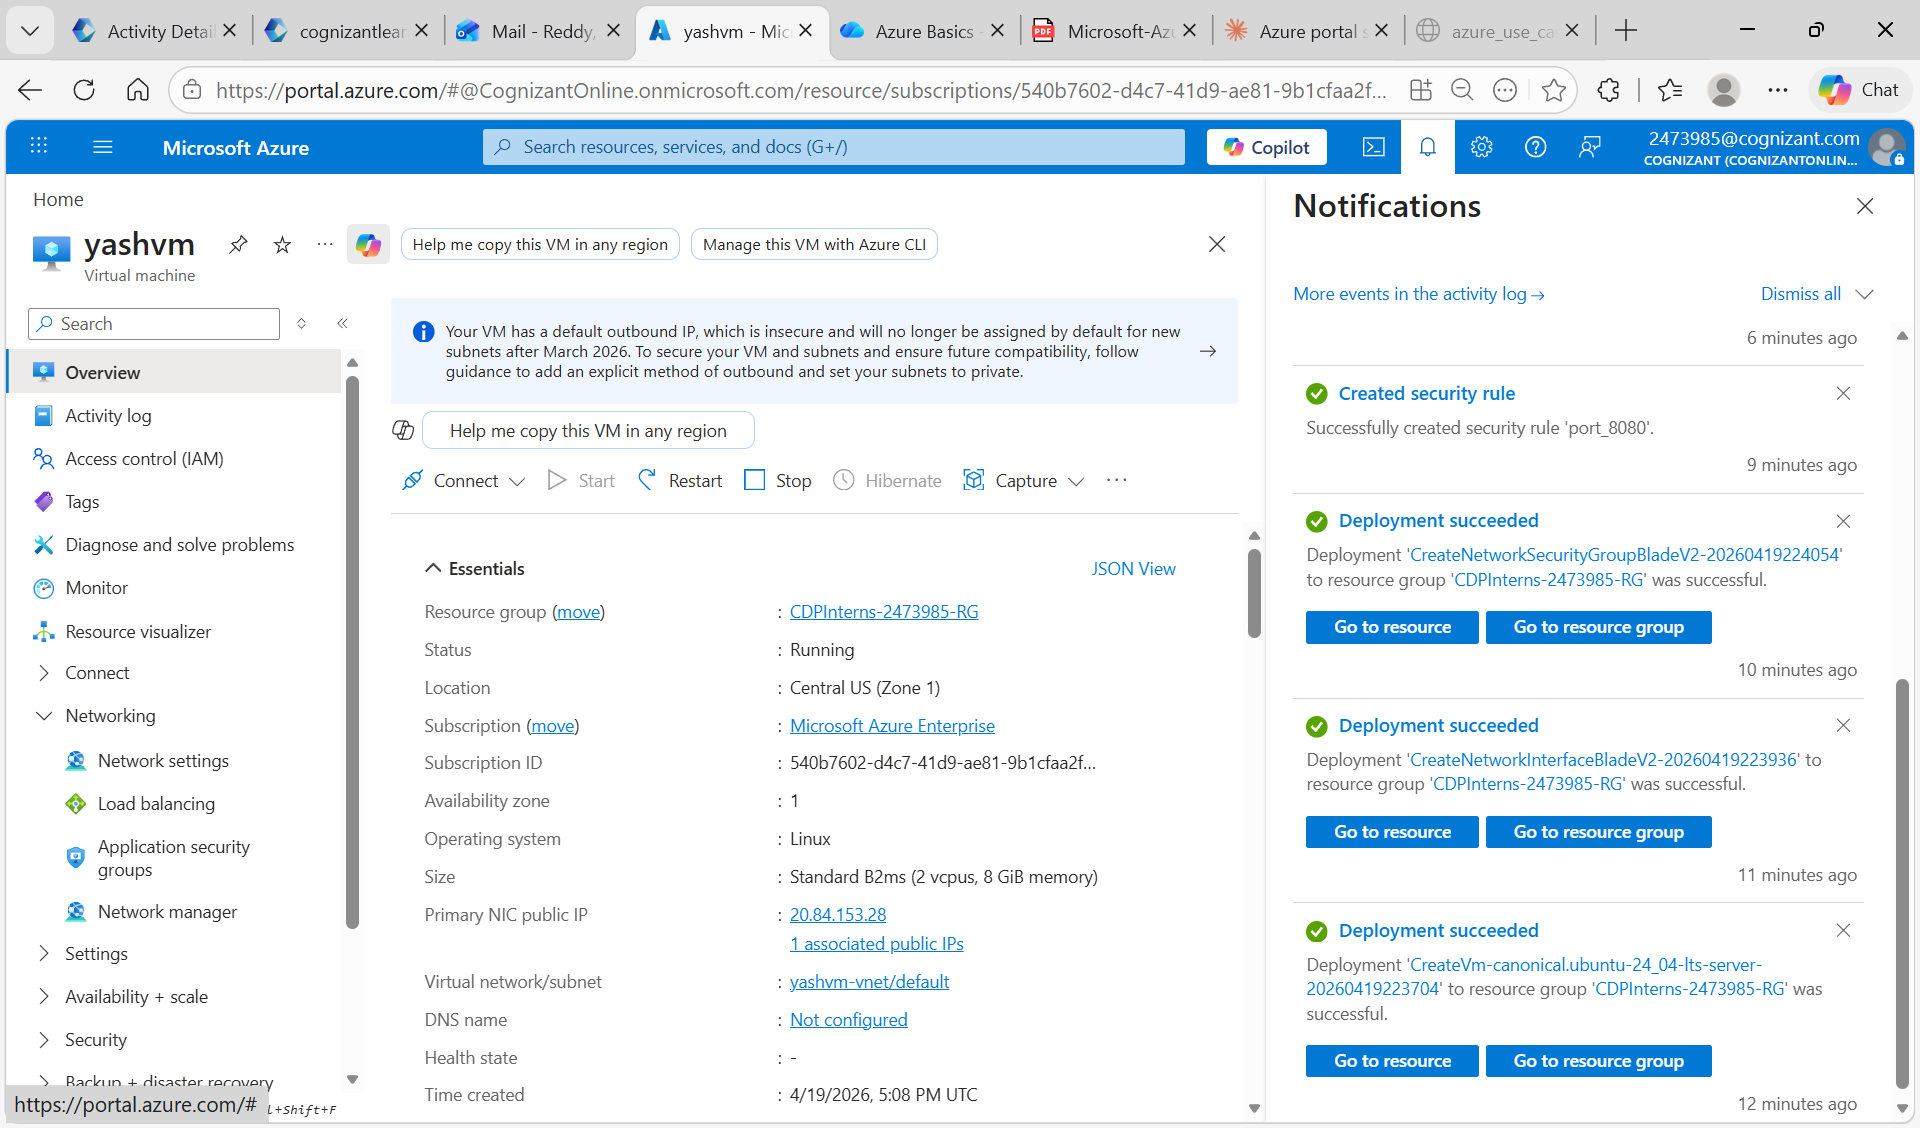 Activity Detail
cognizantlear
Mail - Reddy,
yashvm - Mic
Azure Basics -
Microsoft-Azu
Azure portal s
azure_use_ca
https://portal.azure.com/#@CognizantOnline.onmicrosoft.com/resource/subscriptions/540b7602-d4c7-41d9-ae81-9b1cfaa2f...
Chat
Microsoft Azure
Search resources, services, and docs (G+/)
Copilot
2473985@cognizant.com
COGNIZANT (COGNIZANTONLIN...
Home
yashvm
Virtual machine
Help me copy this VM in any region
Manage this VM with Azure CLI
Search
Overview
Activity log
Access control (IAM)
Tags
Diagnose and solve problems
Monitor
Resource visualizer
Connect
Networking
Network settings
Load balancing
Application security
groups
Network manager
Settings
Availability + scale
Security
Backup + disaster recovery
https://portal.azure.com/#
l+Shift+F
Your VM has a default outbound IP, which is insecure and will no longer be assigned by default for new
subnets after March 2026. To secure your VM and subnets and ensure future compatibility, follow
guidance to add an explicit method of outbound and set your subnets to private.
Help me copy this VM in any region
Connect
Start
Restart
Stop
Hibernate
Capture
Essentials
JSON View
Resource group (move) : CDPInterns-2473985-RG
Status : Running
Location : Central US (Zone 1)
Subscription (move) : Microsoft Azure Enterprise
Subscription ID : 540b7602-d4c7-41d9-ae81-9b1cfaa2f...
Availability zone : 1
Operating system : Linux
Size : Standard B2ms (2 vcpus, 8 GiB memory)
Primary NIC public IP : 20.84.153.28
1 associated public IPs
Virtual network/subnet : yashvm-vnet/default
DNS name : Not configured
Health state : -
Time created : 4/19/2026, 5:08 PM UTC
Notifications
More events in the activity log→
Dismiss all
6 minutes ago
Created security rule
Successfully created security rule 'port_8080'.
9 minutes ago
Deployment succeeded
Deployment 'CreateNetworkSecurityGroupBladeV2-20260419224054'
to resource group 'CDPInterns-2473985-RG' was successful.
Go to resource
Go to resource group
10 minutes ago
Deployment succeeded
Deployment 'CreateNetworkInterfaceBladeV2-20260419223936' to
resource group 'CDPInterns-2473985-RG' was successful.
Go to resource
Go to resource group
11 minutes ago
Deployment succeeded
Deployment 'CreateVm-canonical.ubuntu-24_04-lts-server-
20260419223704' to resource group 'CDPInterns-2473985-RG' was
successful.
Go to resource
Go to resource group
12 minutes ago